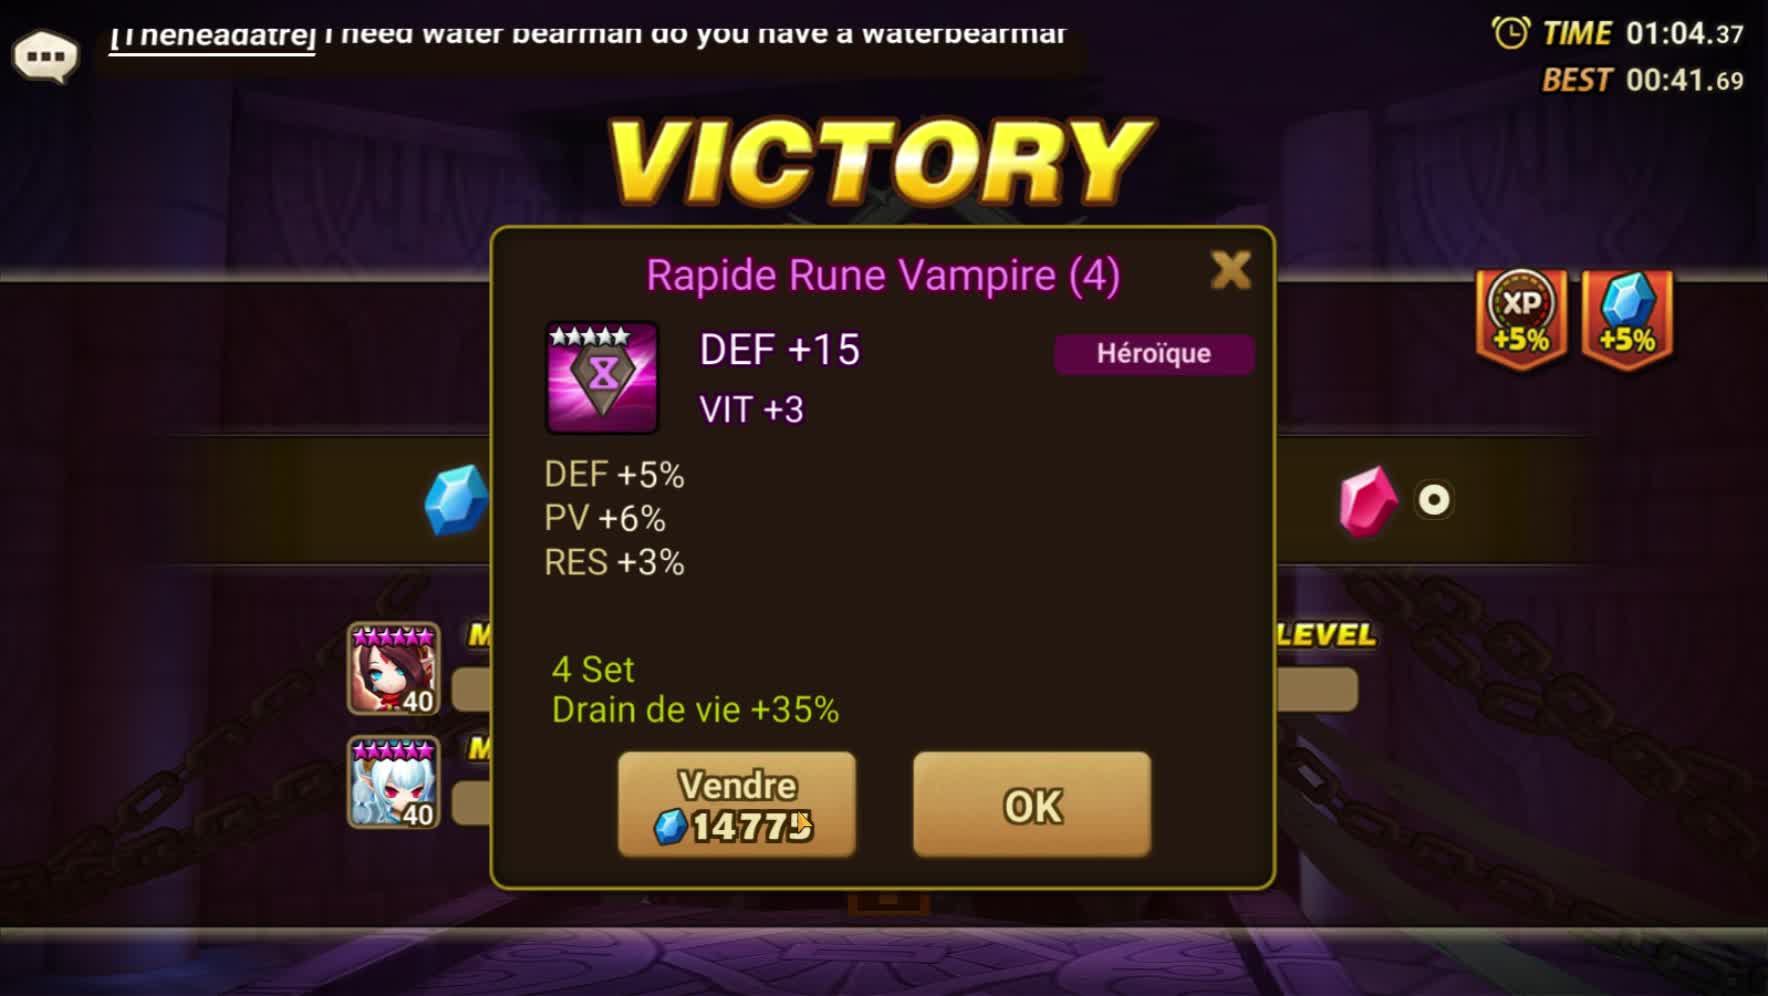 [Theheadatre] I need water bearman do you have a waterbearmar
TIME 01:04.37
BEST 00:41.69
VICTORY
Rapide Rune Vampire (4)
DEF +15
Héroïque
VIT +3
XP
+5%
+5%
DEF +5%
PV +6%
RES +3%
0
4 Set
Drain de vie +35%
M
LEVEL
40
M
40
Vendre
14775
OK